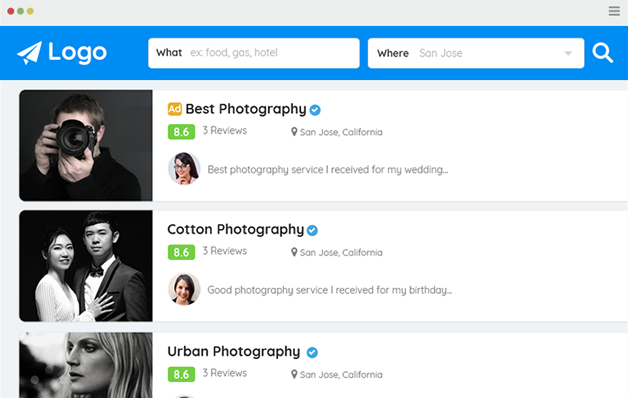 Logo
What ex: food, gas, hotel
Where San Jose
Ad Best Photography
8.6 3 Reviews San Jose, California
Best photography service I received for my wedding...
Cotton Photography
8.6 3 Reviews San Jose, California
Good photography service I received for my birthday...
Urban Photography
8.6 3 Reviews San Jose, California